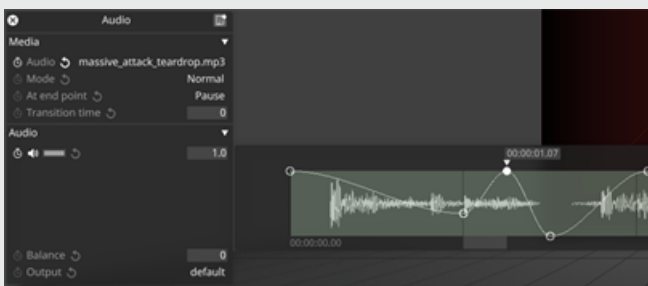 Audio
Media
Audio massive_attack_teardrop.mp3
Mode Normal
At end point Pause
Transition time 0
Audio
1.0
00:00:01.07
00:00:00.00
Balance 0
Output default